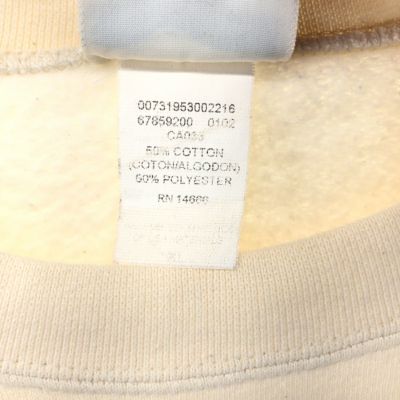 00731953002216
67859200 0102
CA033
50% COTTON
(COTON/ALGODON)
50% POLYESTER
RN 14666